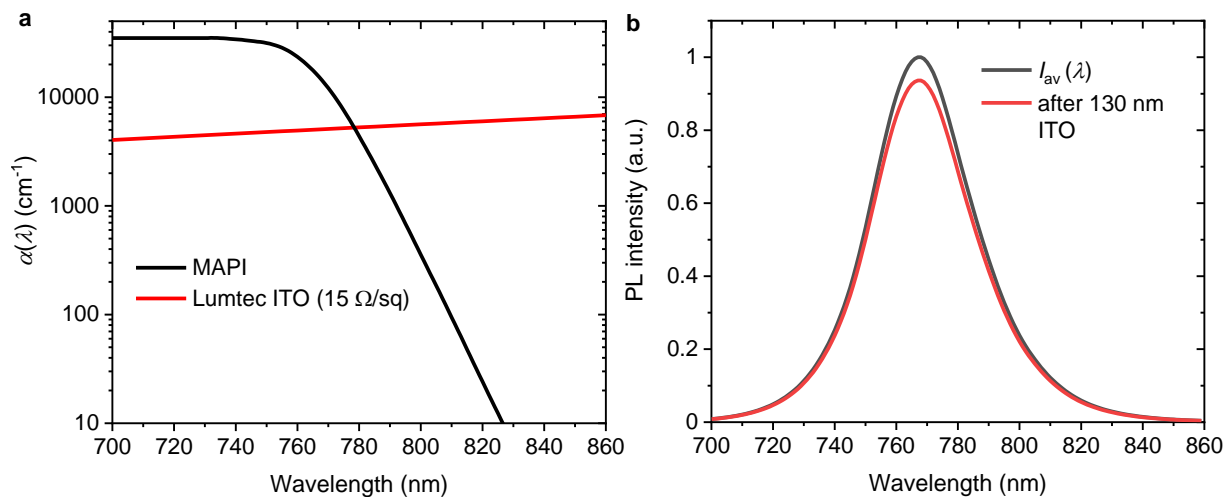 a
α(λ) (cm⁻¹)
10000
1000
100
10
MAPI
Lumtec ITO (15 Ω/sq)
700 720 740 760 780 800 820 840 860
Wavelength (nm)
b
PL intensity (a.u.)
1
0.8
0.6
0.4
0.2
0
I_av (λ)
after 130 nm
ITO
700 720 740 760 780 800 820 840 860
Wavelength (nm)